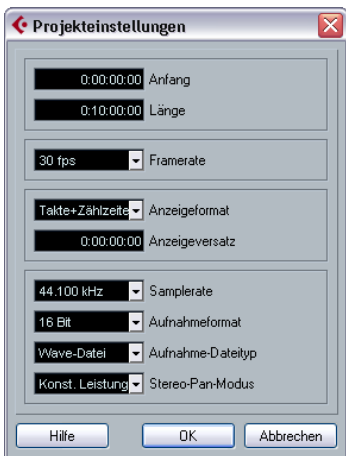 Projekteinstellungen
0:00:00:00 Anfang
0:10:00:00 Länge
30 fps Framerate
Takte+Zählzeite Anzeigeformat
0:00:00:00 Anzeigeversatz
44.100 kHz Samplerate
16 Bit Aufnahmeformat
Wave-Datei Aufnahme-Dateityp
Konst. Leistung Stereo-Pan-Modus
Hilfe OK Abbrechen